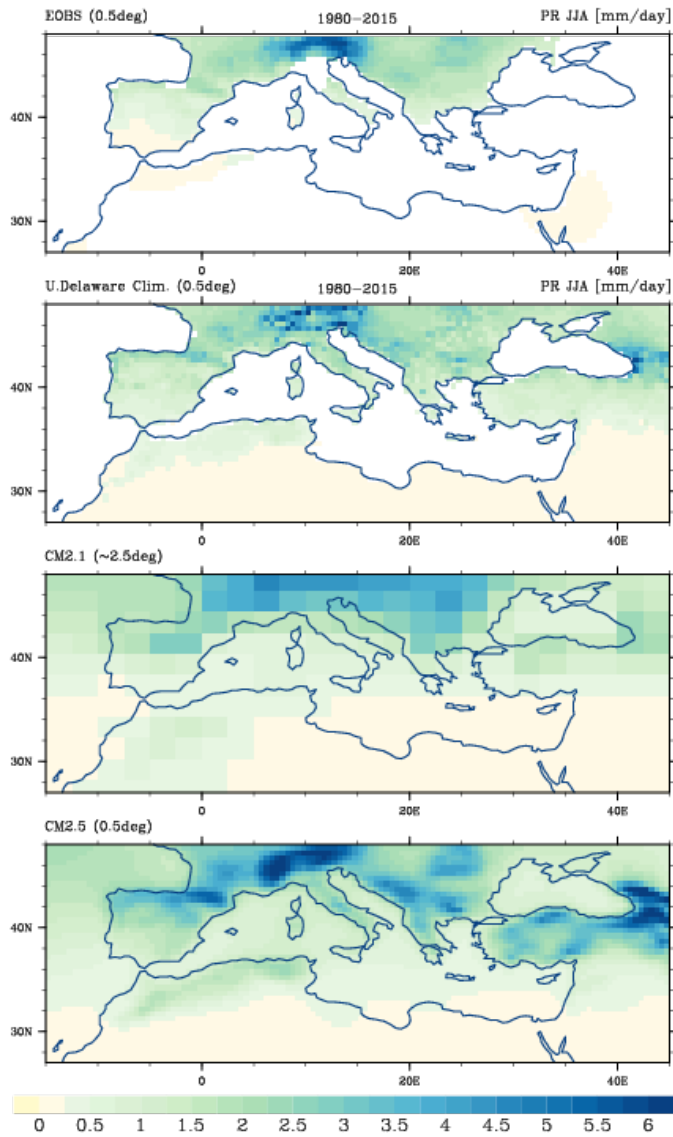 EOBS (0.5deg) 1980-2015 PR JJA [mm/day]
40N
30N
0 20E 40E
U.Delaware Clim. (0.5deg) 1980-2015 PR JJA [mm/day]
40N
30N
0 20E 40E
CM2.1 (~2.5deg)
40N
30N
0 20E 40E
CM2.5 (0.5deg)
40N
30N
0 20E 40E
0 0.5 1 1.5 2 2.5 3 3.5 4 4.5 5 5.5 6